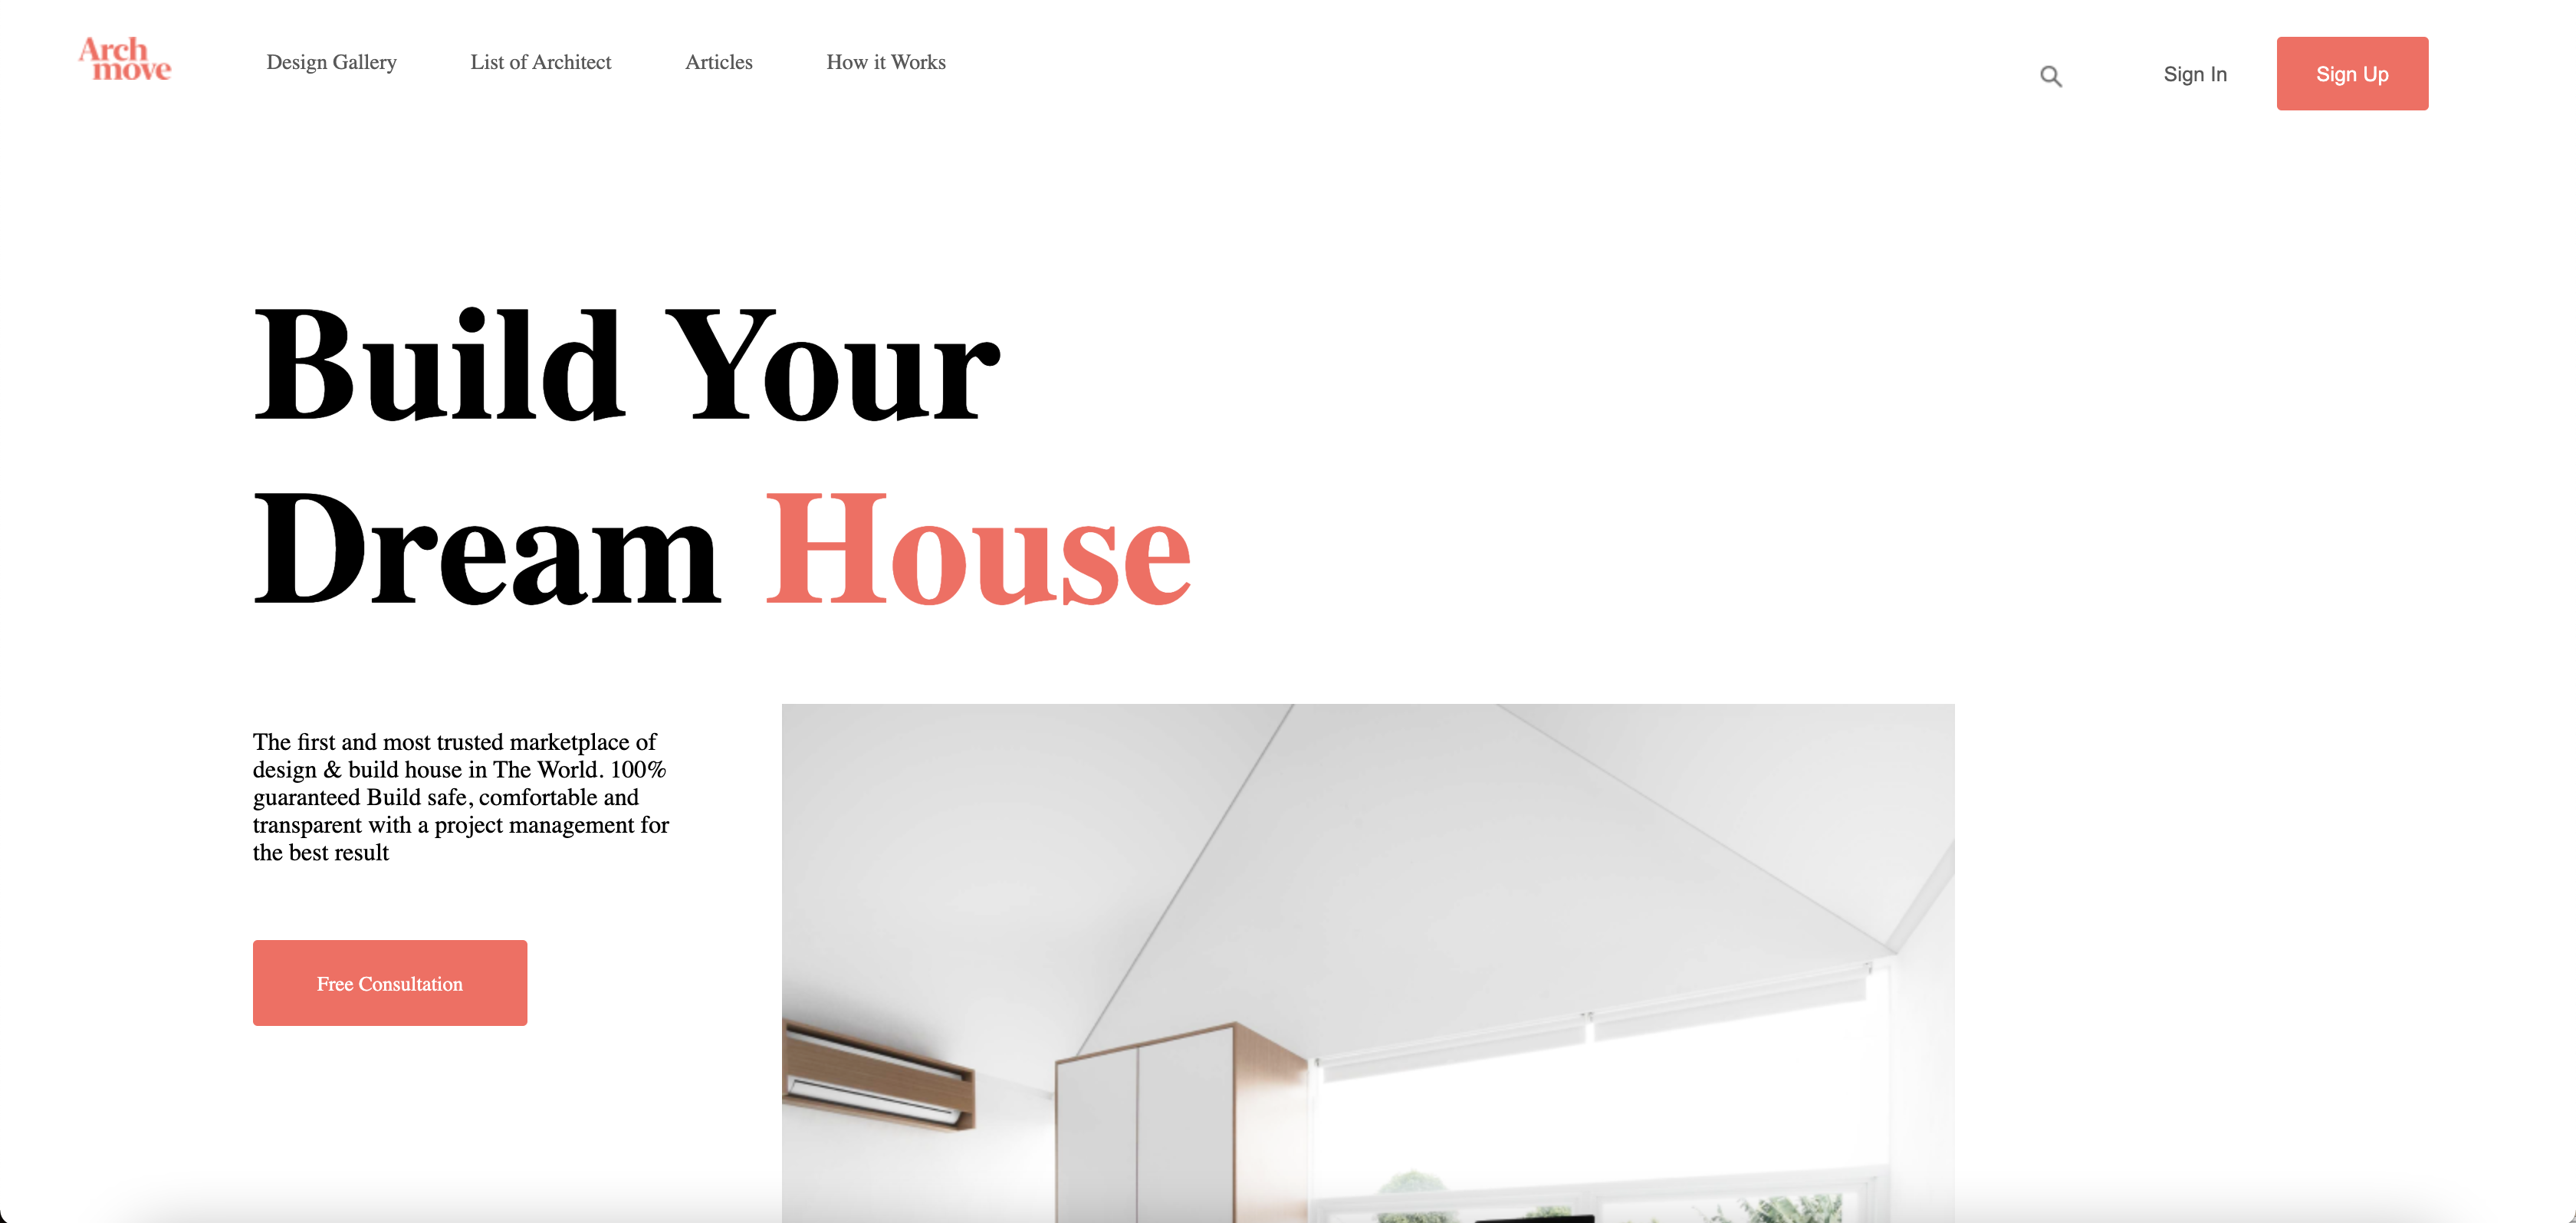 Arch
move
Design Gallery
List of Architect
Articles
How it Works
Sign In
Sign Up
Build Your
Dream House
The first and most trusted marketplace of
design & build house in The World. 100%
guaranteed Build safe, comfortable and
transparent with a project management for
the best result
Free Consultation